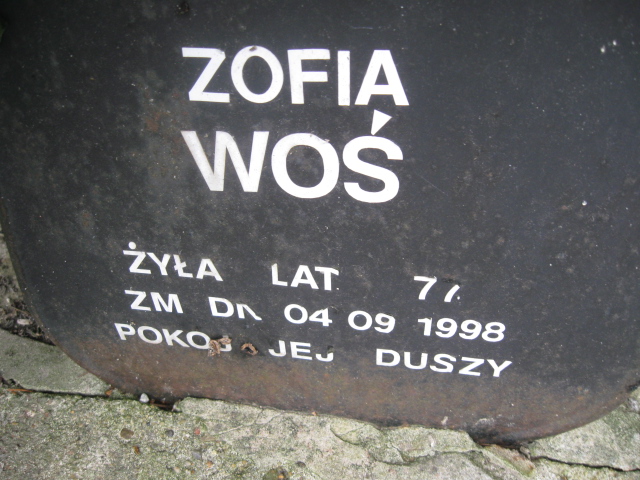 ZOFIA
WOŚ
ŻYŁA LAT 77
ZM DN 04 09 1998
POKOJ JEJ DUSZY